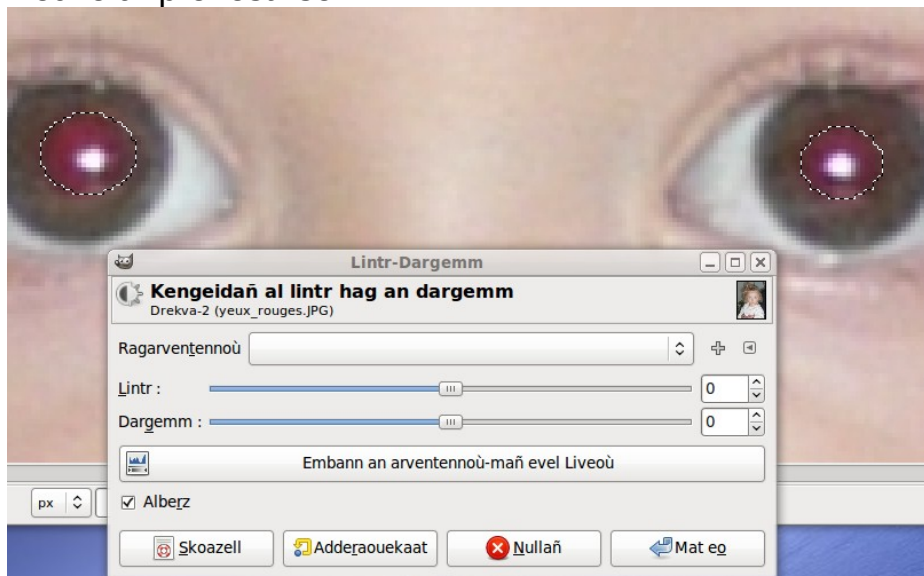 Lintr-Dargemm
Kengeidañ al lintr hag an dargemm
Drekva-2 (yeux_rouges.JPG)
Ragarventennoù
Lintr : 0
Dargemm : 0
Embann an arventennoù-mañ evel Liveoù
px
Alberz
Skoazell Adderaouekaat Nullañ Mat eo